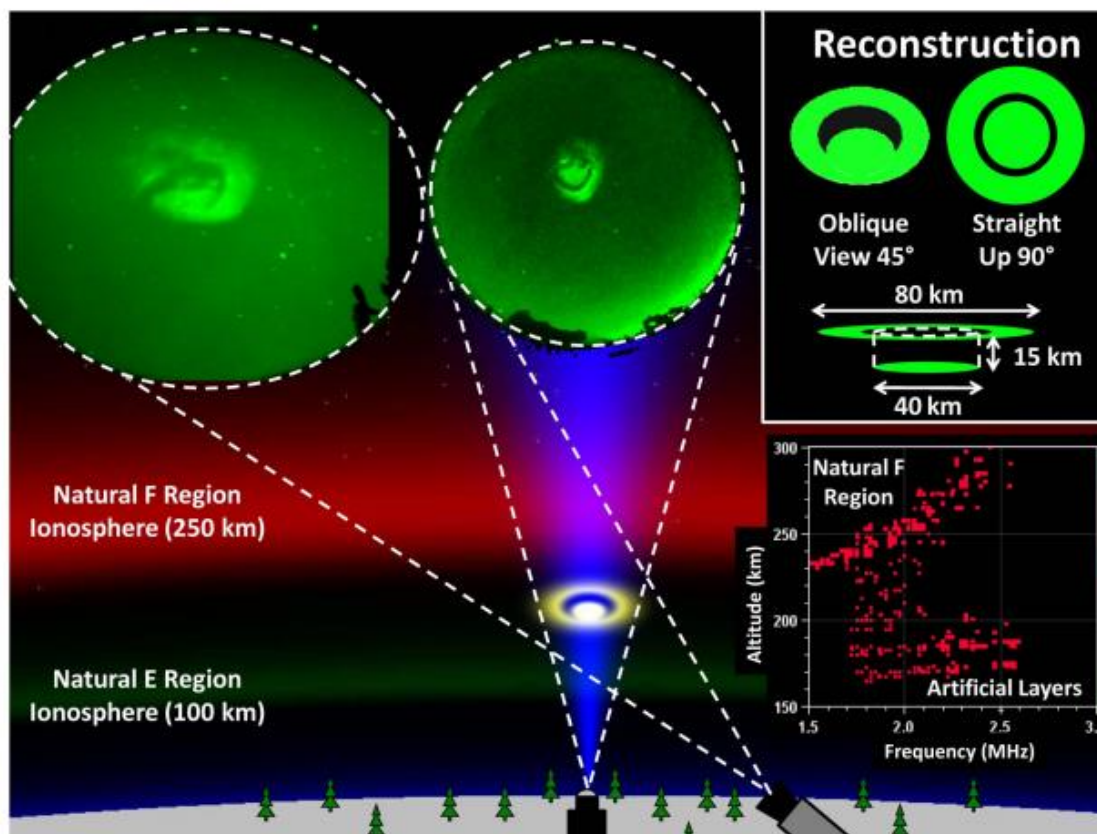 Reconstruction
Oblique
View 45°
Straight
Up 90°
80 km
15 km
40 km
Natural F Region
Ionosphere (250 km)
Natural E Region
Ionosphere (100 km)
300
250
200
150
Altitude (km)
Natural F
Region
Artificial Layers
1.5
2.0
2.5
Frequency (MHz)